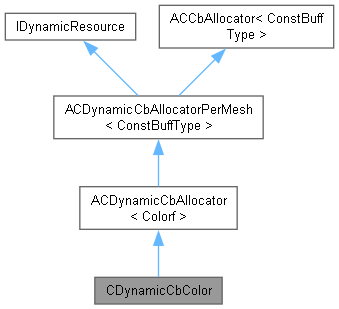 IDynamicResource
ACCbAllocator< ConstBuff
Type >
ACDynamicCbAllocatorPerMesh
< ConstBuffType >
ACDynamicCbAllocator
< Colorf >
CDynamicCbColor